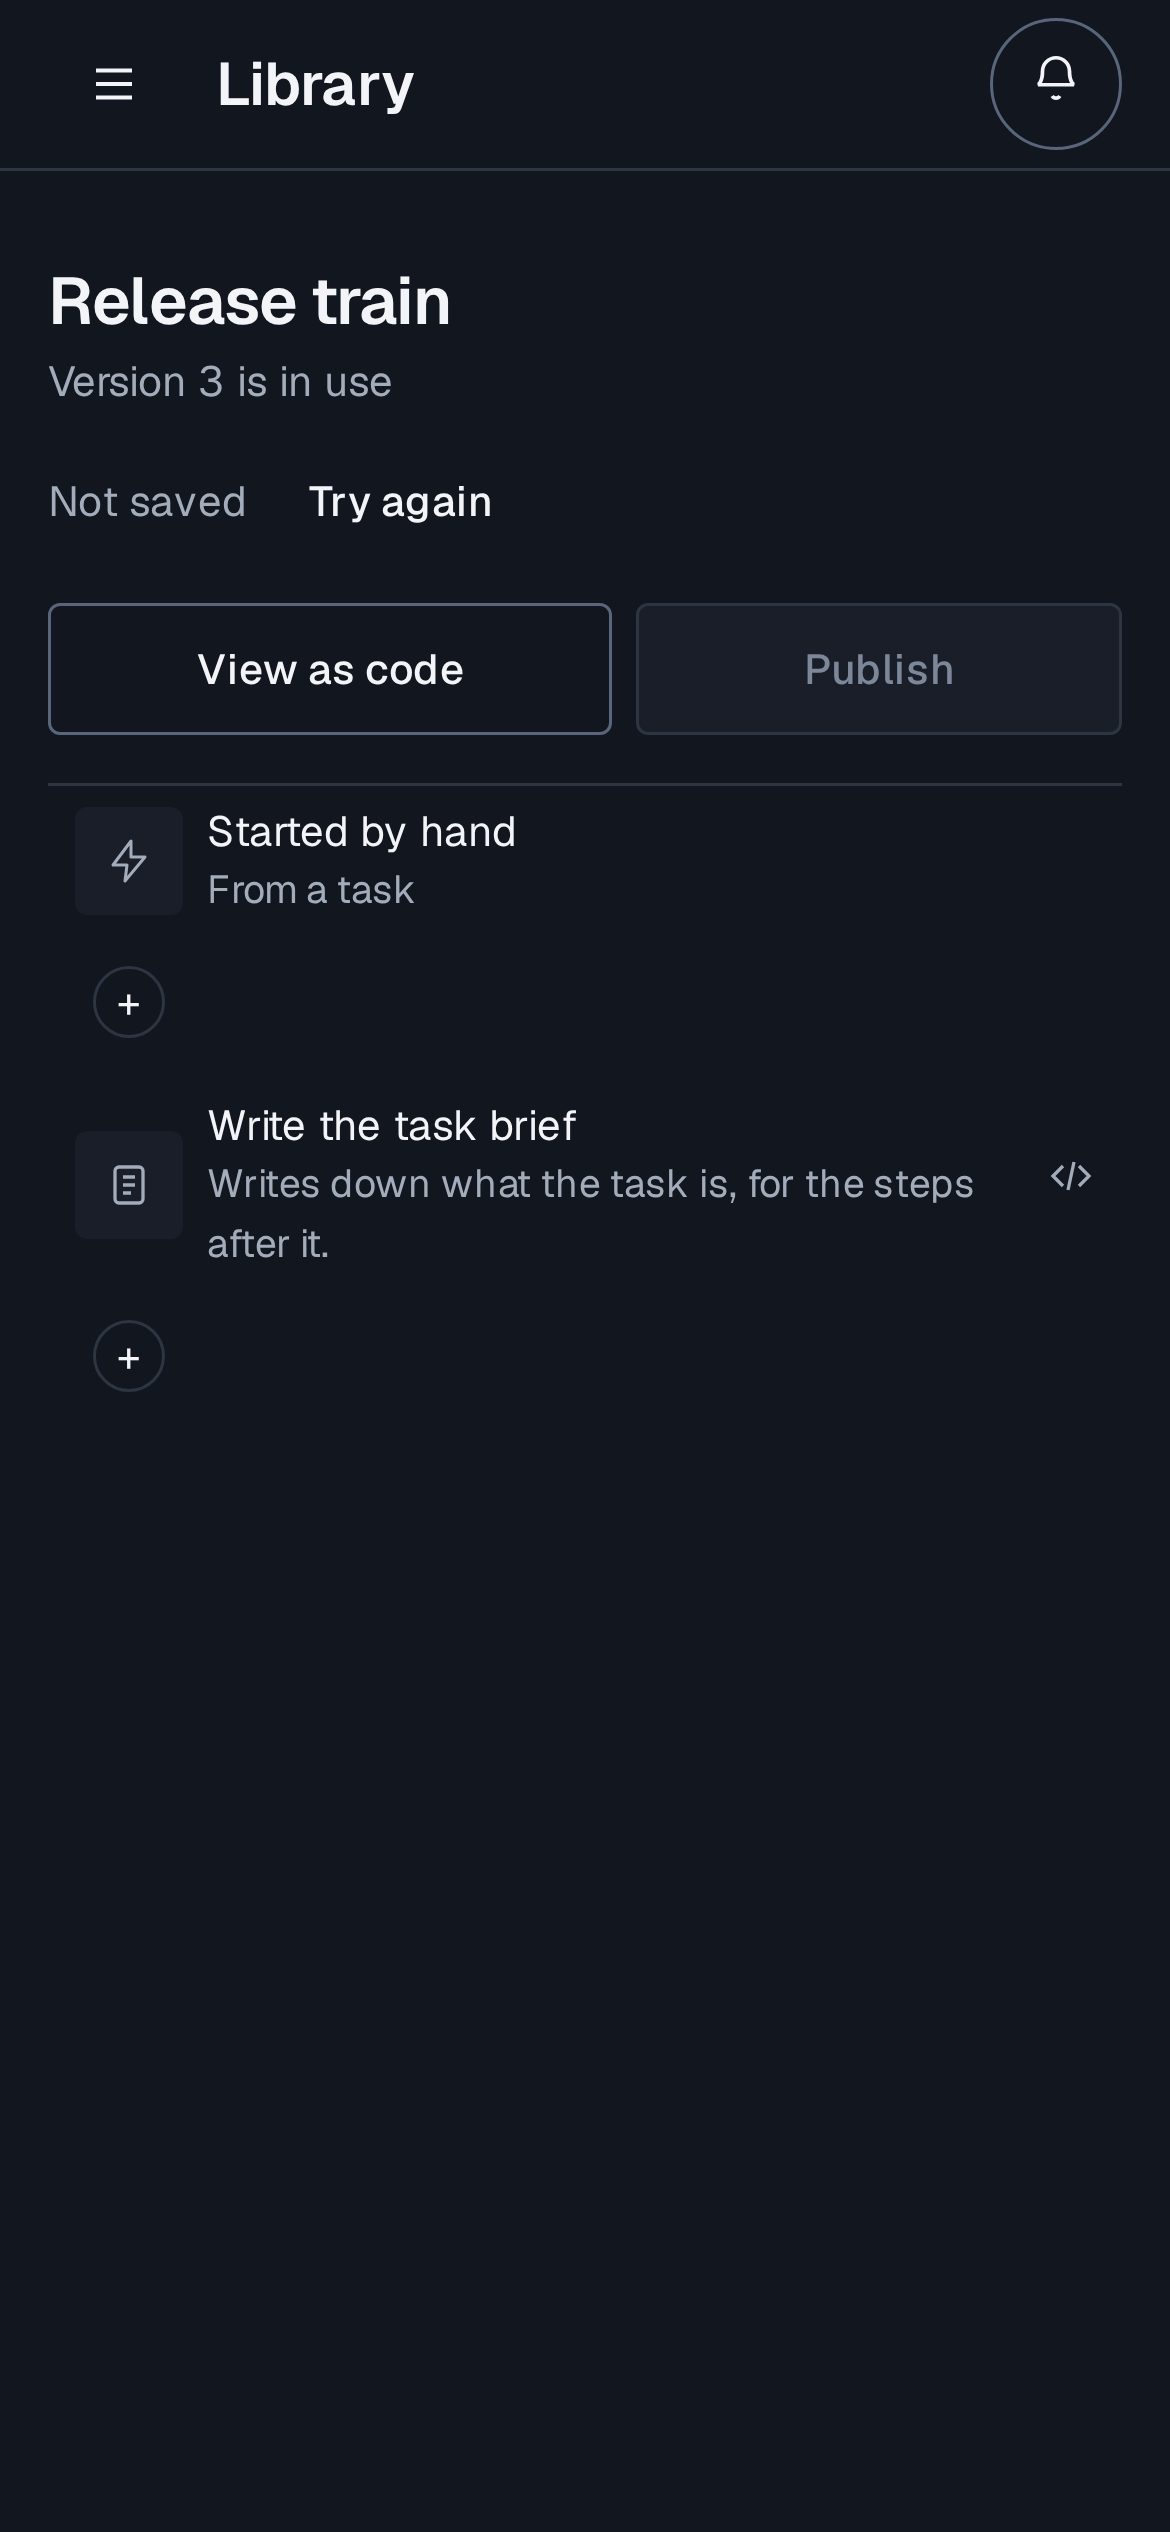 Library
Release train
Version 3 is in use
Not saved Try again
View as code Publish
Started by hand
From a task
+
Write the task brief
Writes down what the task is, for the steps
after it.
+